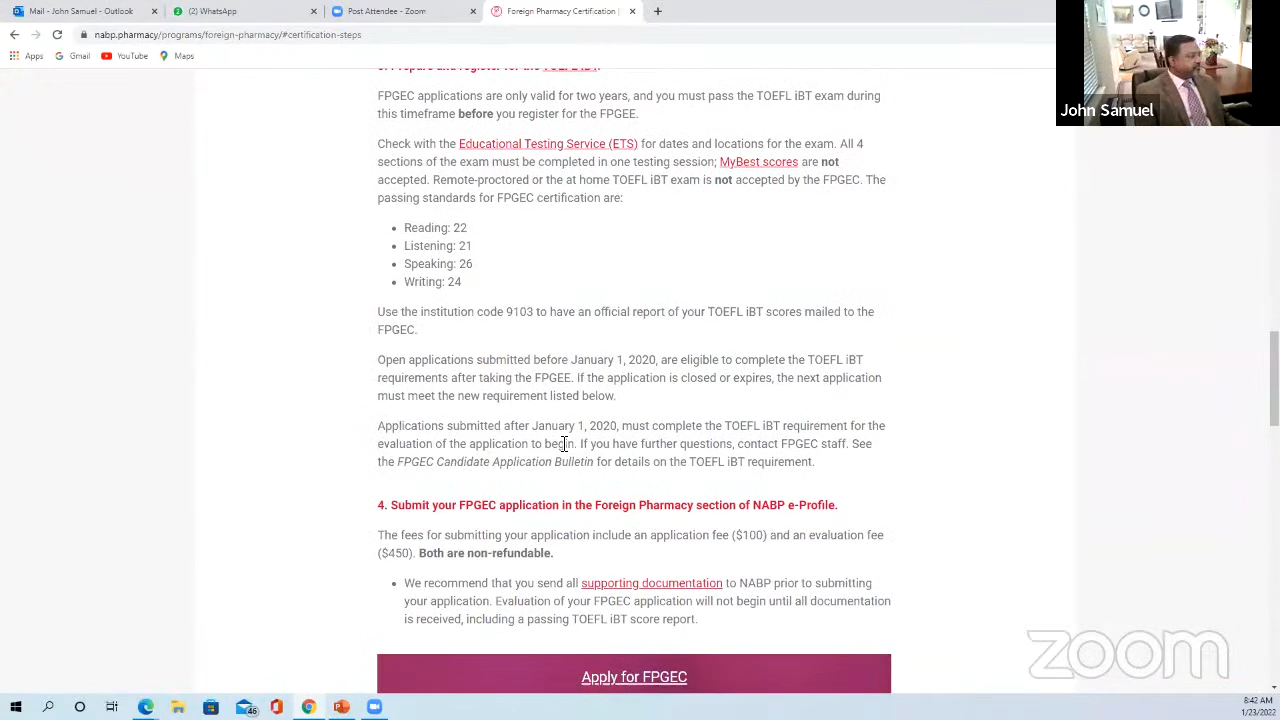 Mail - John Samuel - Outlook
(2) WhatsApp
Post Attendee - Zoom
Foreign Pharmacy Certification
nabp.pharmacy/programs/foreign-pharmacy/#certification-steps
Apps
Gmail
YouTube
Maps
John Samuel
3. Prepare and register for the TOEFL iBT.
FPGEC applications are only valid for two years, and you must pass the TOEFL iBT exam during
this timeframe before you register for the FPGEE.
Check with the Educational Testing Service (ETS) for dates and locations for the exam. All 4
sections of the exam must be completed in one testing session; MyBest scores are not
accepted. Remote-proctored or the at home TOEFL iBT exam is not accepted by the FPGEC. The
passing standards for FPGEC certification are:
• Reading: 22
• Listening: 21
• Speaking: 26
• Writing: 24
Use the institution code 9103 to have an official report of your TOEFL iBT scores mailed to the
FPGEC.
Open applications submitted before January 1, 2020, are eligible to complete the TOEFL iBT
requirements after taking the FPGEE. If the application is closed or expires, the next application
must meet the new requirement listed below.
Applications submitted after January 1, 2020, must complete the TOEFL iBT requirement for the
evaluation of the application to begin. If you have further questions, contact FPGEC staff. See
the FPGEC Candidate Application Bulletin for details on the TOEFL iBT requirement.
4. Submit your FPGEC application in the Foreign Pharmacy section of NABP e-Profile.
The fees for submitting your application include an application fee ($100) and an evaluation fee
($450). Both are non-refundable.
• We recommend that you send all supporting documentation to NABP prior to submitting
your application. Evaluation of your FPGEC application will not begin until all documentation
is received, including a passing TOEFL iBT score report.
Apply for FPGEC
zoom
46
8:42 AM
1/23/2022